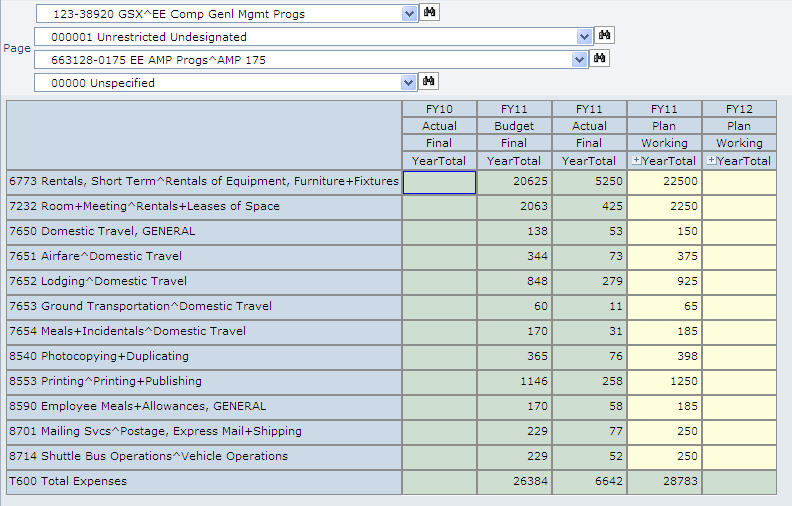 Page
123-38920 GSX^EE Comp Genl Mgmt Progs
000001 Unrestricted Undesignated
663128-0175 EE AMP Progs^AMP 175
00000 Unspecified
FY10 FY11 FY11 FY11 FY12
Actual Budget Actual Plan Plan
Final Final Final Working Working
YearTotal YearTotal YearTotal +YearTotal +YearTotal
6773 Rentals, Short Term^Rentals of Equipment, Furniture+Fixtures 20625 5250 22500
7232 Room+Meeting^Rentals+Leases of Space 2063 425 2250
7650 Domestic Travel, GENERAL 138 53 150
7651 Airfare^Domestic Travel 344 73 375
7652 Lodging^Domestic Travel 848 279 925
7653 Ground Transportation^Domestic Travel 60 11 65
7654 Meals+Incidentals^Domestic Travel 170 31 185
8540 Photocopying+Duplicating 365 76 398
8553 Printing^Printing+Publishing 1146 258 1250
8590 Employee Meals+Allowances, GENERAL 170 58 185
8701 Mailing Svcs^Postage, Express Mail+Shipping 229 77 250
8714 Shuttle Bus Operations^Vehicle Operations 229 52 250
T600 Total Expenses 26384 6642 28783